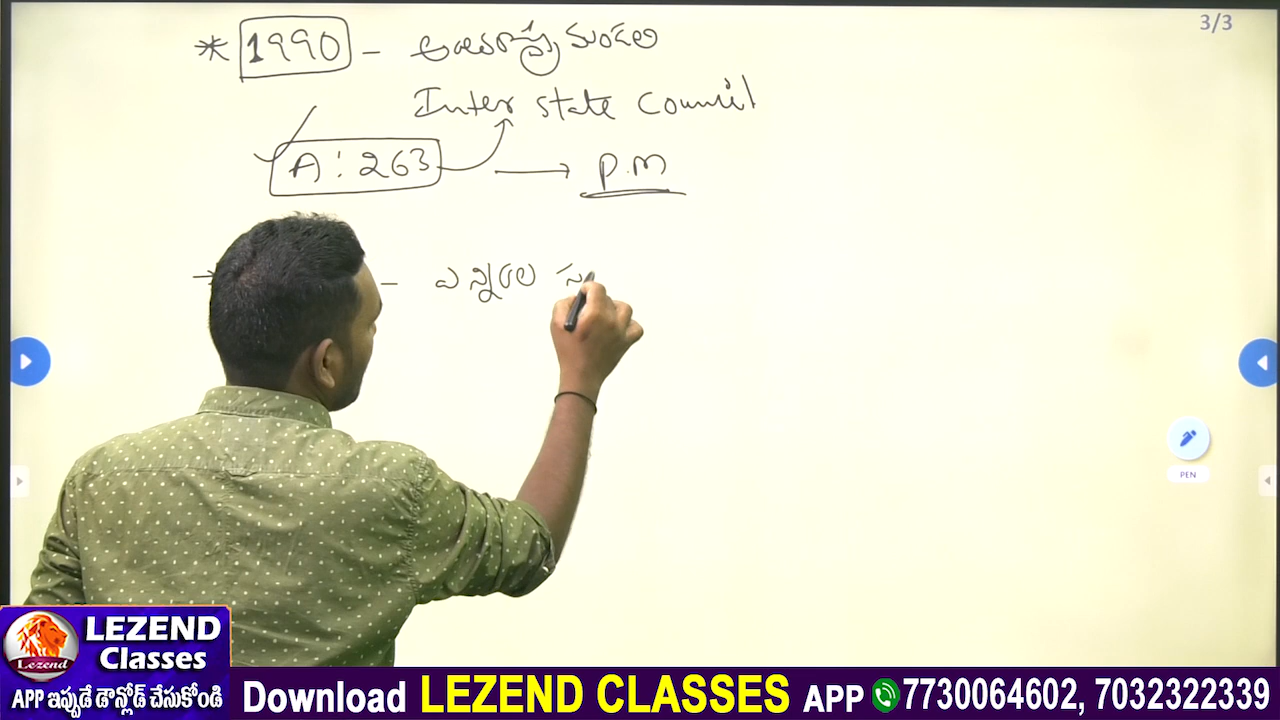 3/3
* 1990 - అంతరాష్ట్ర మండలి
Inter state council
A: 263 → P.M
- ఎన్నికల స
PEN
LEZEND
Classes
Lezend
APP ఇప్పుడే డౌన్లోడ్ చేసుకోండి
Download LEZEND CLASSES APP 7730064602, 7032322339